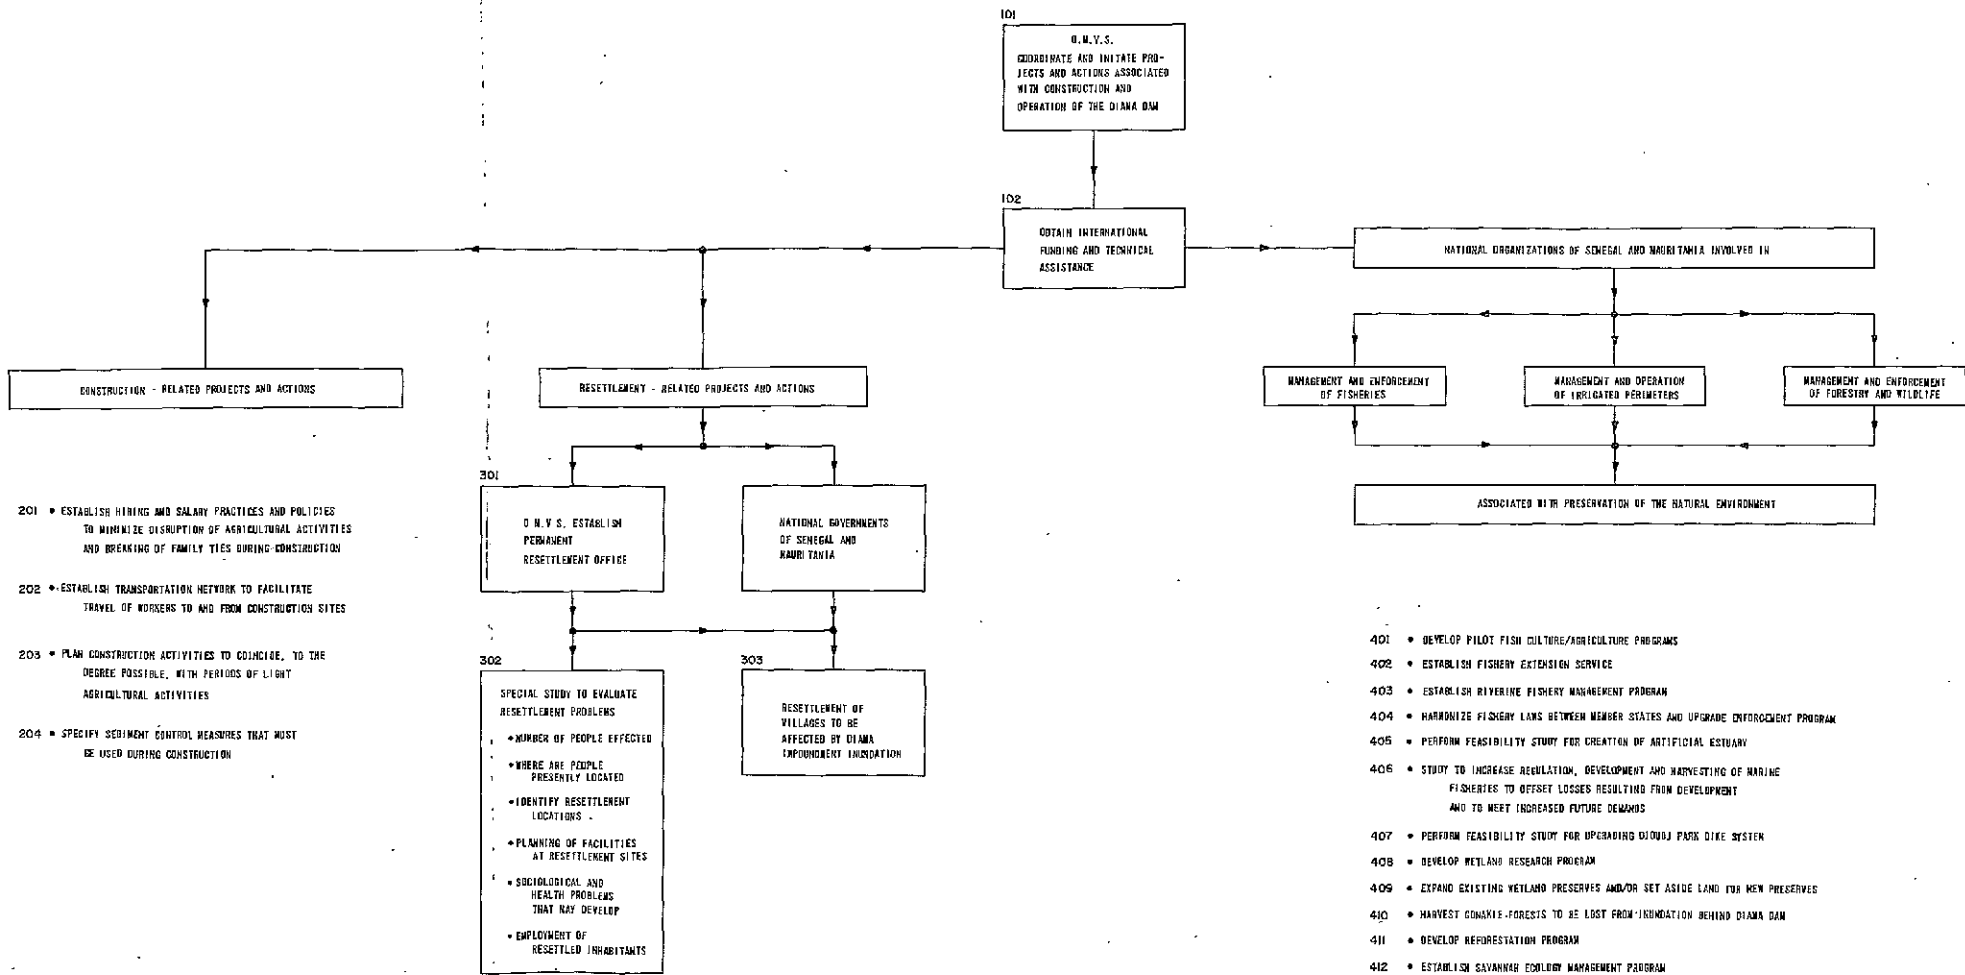 101
O.M.V.S.
COORDINATE AND INITATE PRO-
JECTS AND ACTIONS ASSOCIATED
WITH CONSTRUCTION AND
OPERATION OF THE DIAMA DAM
102
OBTAIN INTERNATIONAL
FUNDING AND TECHNICAL
ASSISTANCE
NATIONAL ORGANIZATIONS OF SENEGAL AND MAURITANIA INVOLVED IN
CONSTRUCTION - RELATED PROJECTS AND ACTIONS
RESETTLEMENT - RELATED PROJECTS AND ACTIONS
MANAGEMENT AND ENFORCEMENT
OF FISHERIES
MANAGEMENT AND OPERATION
OF IRRIGATED PERIMETERS
MANAGEMENT AND ENFORCEMENT
OF FORESTRY AND WILDLIFE
ASSOCIATED WITH PRESERVATION OF THE NATURAL ENVIRONMENT
201 • ESTABLISH HIRING AND SALARY PRACTICES AND POLICIES
TO MINIMIZE DISRUPTION OF AGRICULTURAL ACTIVITIES
AND BREAKING OF FAMILY TIES DURING CONSTRUCTION
202 • ESTABLISH TRANSPORTATION NETWORK TO FACILITATE
TRAVEL OF WORKERS TO AND FROM CONSTRUCTION SITES
203 • PLAN CONSTRUCTION ACTIVITIES TO COINCIDE, TO THE
DEGREE POSSIBLE, WITH PERIODS OF LIGHT
AGRICULTURAL ACTIVITIES
204 • SPECIFY SEDIMENT CONTROL MEASURES THAT MUST
BE USED DURING CONSTRUCTION
301
O M.V S. ESTABLISH
PERMANENT
RESETTLEMENT OFFICE
NATIONAL GOVERNMENTS
OF SENEGAL AND
MAURITANIA
302
SPECIAL STUDY TO EVALUATE
RESETTLEMENT PROBLEMS
• NUMBER OF PEOPLE EFFECTED
• WHERE ARE PEOPLE
PRESENTLY LOCATED
• IDENTIFY RESETTLEMENT
LOCATIONS
• PLANNING OF FACILITIES
AT RESETTLEMENT SITES
• SOCIOLOGICAL AND
HEALTH PROBLEMS
THAT MAY DEVELOP
• EMPLOYMENT OF
RESETTLED INHABITANTS
303
RESETTLEMENT OF
VILLAGES TO BE
AFFECTED BY DIAMA
IMPOUNDMENT INUNDATION
401 • DEVELOP PILOT FISH CULTURE/AGRICULTURE PROGRAMS
402 • ESTABLISH FISHERY EXTENSION SERVICE
403 • ESTABLISH RIVERINE FISHERY MANAGEMENT PROGRAM
404 • HARMONIZE FISHERY LAWS BETWEEN MEMBER STATES AND UPGRADE ENFORCEMENT PROGRAM
405 • PERFORM FEASIBILITY STUDY FOR CREATION OF ARTIFICIAL ESTUARY
406 • STUDY TO INCREASE REGULATION, DEVELOPMENT AND HARVESTING OF MARINE
FISHERIES TO OFFSET LOSSES RESULTING FROM DEVELOPMENT
AND TO MEET INCREASED FUTURE DEMANDS
407 • PERFORM FEASIBILITY STUDY FOR UPGRADING DJOUDJ PARK DIKE SYSTEM
408 • DEVELOP WETLAND RESEARCH PROGRAM
409 • EXPAND EXISTING WETLAND PRESERVES AND/OR SET ASIDE LAND FOR NEW PRESERVES
410 • HARVEST GONAKIE-FORESTS TO BE LOST FROM INUNDATION BEHIND DIAMA DAM
411 • DEVELOP REFORESTATION PROGRAM
412 • ESTABLISH SAVANNAH ECOLOGY MANAGEMENT PROGRAM